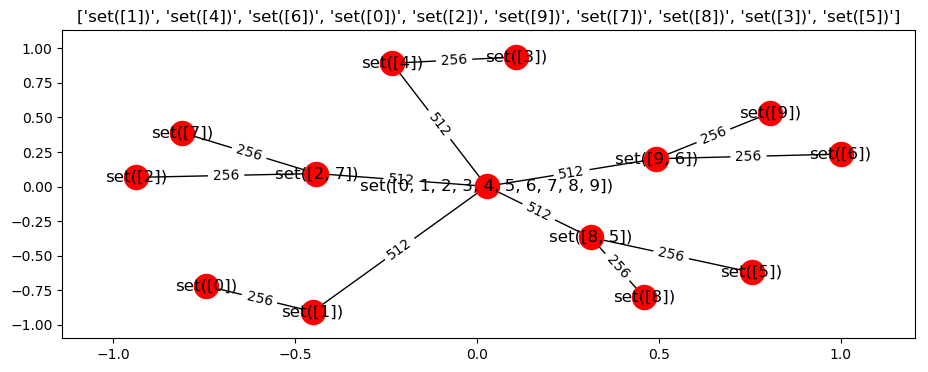 ['set([1])', 'set([4])', 'set([6])', 'set([0])', 'set([2])', 'set([9])', 'set([7])', 'set([8])', 'set([3])', 'set([5])']
1.00
0.75
0.50
0.25
0.00
−0.25
−0.50
−0.75
−1.00
set([4])
256
set([3])
512
set([9])
256
set([7])
256
set([9, 6])
256
set([6])
512
set([2])
256
set([2, 7])
512
set([0, 1, 2, 3, 4, 5, 6, 7, 8, 9])
512
set([8, 5])
512
256
256
set([5])
set([0])
256
set([1])
set([8])
−1.0
−0.5
0.0
0.5
1.0